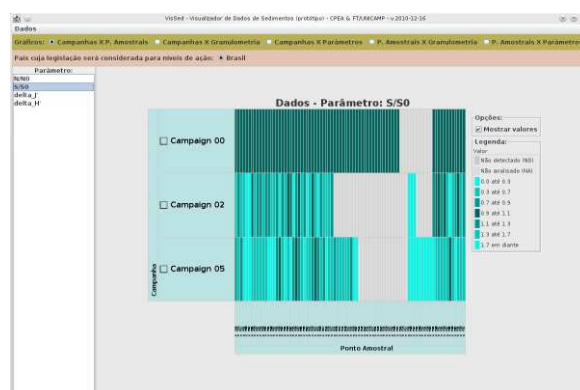 VisSed - Visualizador de Dados de Sedimentos (protótipo) - CPEA & FT/UNICAMP - v.2010-12-16
Dados
Gráficos: Campanhas X P. Amostrais Campanhas X Granulometria Campanhas X Parâmetros P. Amostrais X Granulometria P. Amostrais X Parâmetros
País cuja legislação será considerada para níveis de ação: Brasil
Parâmetro:
N/N0
S/S0
delta_J'
delta_H'
Dados - Parâmetro: S/S0
Campaign 00
Campaign 02
Campaign 05
Campanha
Ponto Amostral
Opções:
Mostrar valores
Legenda:
Valor
Não detectado (ND)
Não analisado (NA)
0.0 até 0.3
0.3 até 0.7
0.7 até 0.9
0.9 até 1.1
1.1 até 1.3
1.3 até 1.7
1.7 em diante